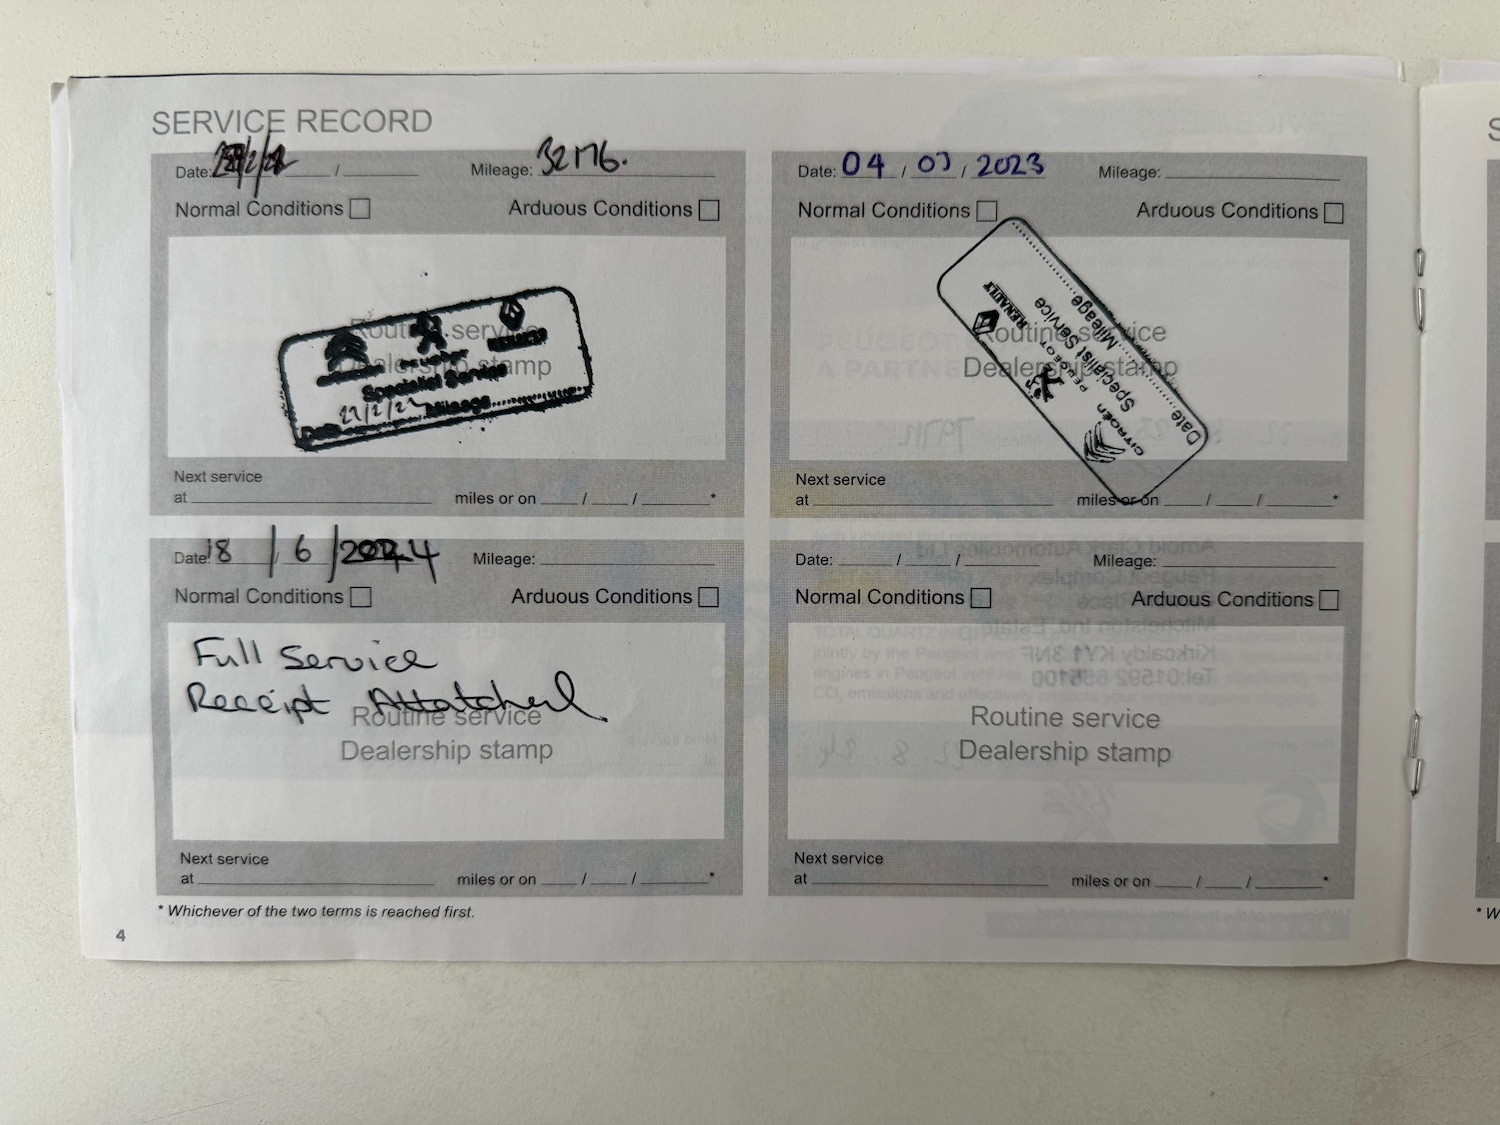 SERVICE RECORD
Date: / Mileage: 32176.
Normal Conditions Arduous Conditions
Routine service
Dealership stamp
Specialist Service
Date Mileage
Next service
at miles or on / / *
Date: 04 / 07 / 2023 Mileage:
Normal Conditions Arduous Conditions
Routine service
Dealership stamp
RENAULT PEUGEOT CITROËN
Specialist Service
Date Mileage
Next service
at miles or on / / *
Date: 18 / 6 / 2024 Mileage:
Normal Conditions Arduous Conditions
Full Service
Receipt Attatched
Routine service
Dealership stamp
Next service
at miles or on / / *
Date: / / Mileage:
Normal Conditions Arduous Conditions
Routine service
Dealership stamp
Next service
at miles or on / / *
* Whichever of the two terms is reached first.
4